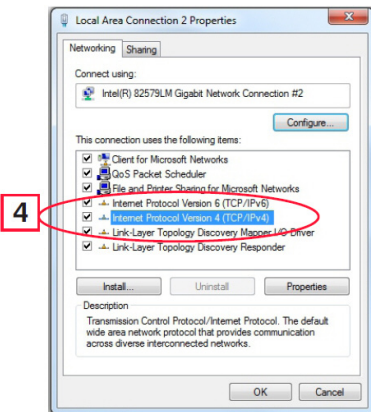 Local Area Connection 2 Properties
Networking
Sharing
Connect using:
Intel(R) 82579LM Gigabit Network Connection #2
Configure...
This connection uses the following items:
Client for Microsoft Networks
QoS Packet Scheduler
File and Printer Sharing for Microsoft Networks
Internet Protocol Version 6 (TCP/IPv6)
4
Internet Protocol Version 4 (TCP/IPv4)
Link-Layer Topology Discovery Mapper I/O Driver
Link-Layer Topology Discovery Responder
Install...
Uninstall
Properties
Description
Transmission Control Protocol/Internet Protocol. The default
wide area network protocol that provides communication
across diverse interconnected networks.
OK
Cancel